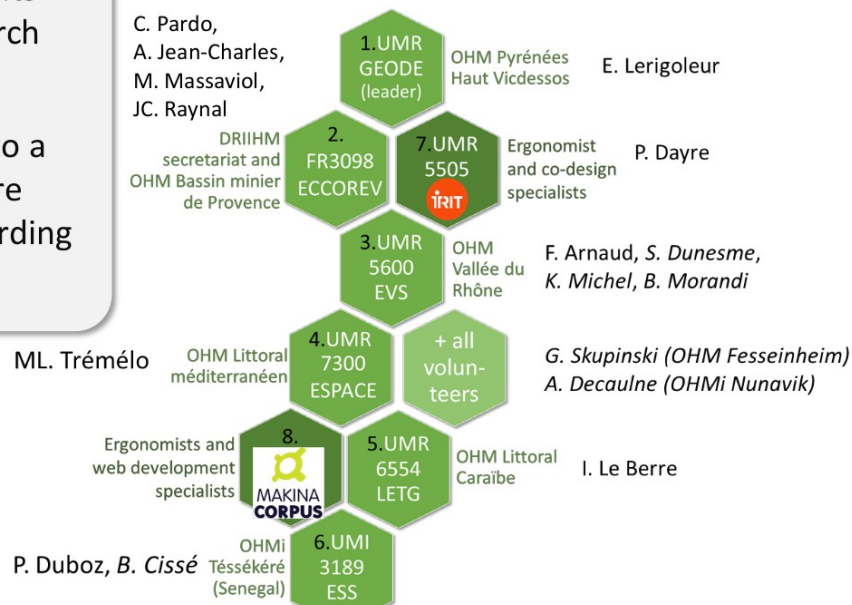 rch
o a
re
rding
C. Pardo,
A. Jean-Charles,
M. Massaviol,
JC. Raynal
1.UMR
GEODE
(leader)
OHM Pyrénées
Haut Vicdessos
E. Lerigoleur
DRIIHM
secretariat and
OHM Bassin minier
de Provence
2.
FR3098
ECCOREV
7.UMR
5505
IRIT
Ergonomist
and co-design
specialists
P. Dayre
3.UMR
5600
EVS
OHM
Vallée du
Rhône
F. Arnaud, S. Dunesme,
K. Michel, B. Morandi
ML. Trémélo
OHM Littoral
méditerranéen
4.UMR
7300
ESPACE
+ all
volun-
teers
G. Skupinski (OHM Fesseinheim)
A. Decaulne (OHMi Nunavik)
Ergonomists and
web development
specialists
8.
MAKINA
CORPUS
5.UMR
6554
LETG
OHM Littoral
Caraïbe
I. Le Berre
P. Duboz, B. Cissé
OHMi
Téssékéré
(Senegal)
6.UMI
3189
ESS